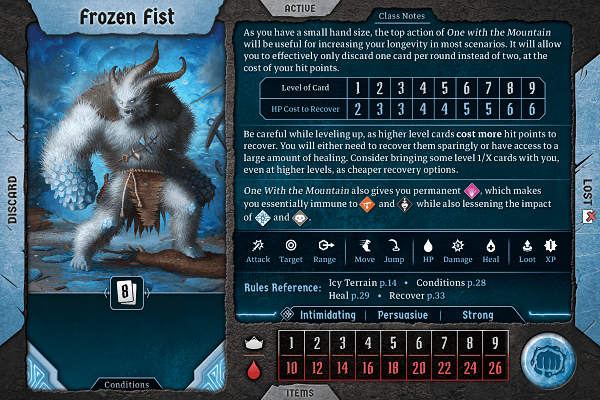 Frozen Fist
ACTIVE
Class Notes
As you have a small hand size, the top action of One with the Mountain
will be useful for increasing your longevity in most scenarios. It will allow
you to effectively only discard one card per round instead of two, at the
cost of your hit points.
Level of Card 1 2 3 4 5 6 7 8 9
HP Cost to Recover 2 3 3 4 4 5 5 6 6
Be careful while leveling up, as higher level cards cost more hit points to
recover. You will either need to recover them sparingly or have access to a
large amount of healing. Consider bringing some level 1/X cards with you,
even at higher levels, as cheaper recovery options.
One With the Mountain also gives you permanent , which makes
you essentially immune to and while also lessening the impact
of and .
Attack Target Range Move Jump HP Damage Heal Loot XP
Rules Reference: Icy Terrain p.14 • Conditions p.28
Heal p.29 • Recover p.33
Intimidating Persuasive Strong
1 2 3 4 5 6 7 8 9
10 12 14 16 18 20 22 24 26
8
Conditions
ITEMS
DISCARD
LOST